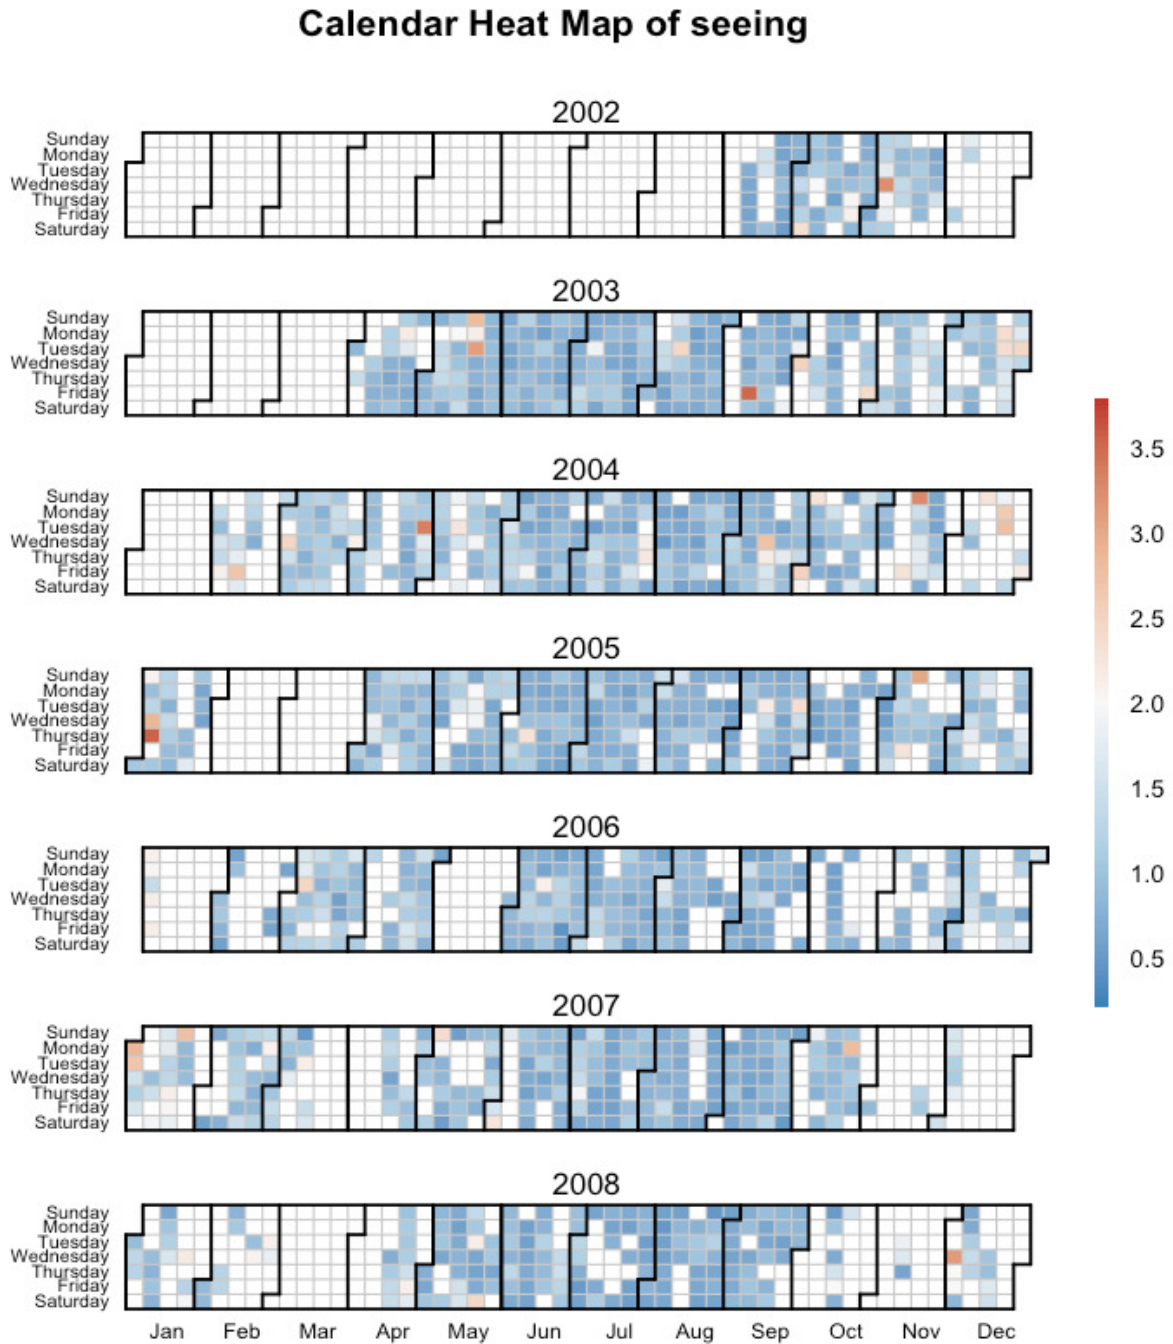 Calendar Heat Map of seeing
2002
Sunday
Monday
Tuesday
Wednesday
Thursday
Friday
Saturday
2003
Sunday
Monday
Tuesday
Wednesday
Thursday
Friday
Saturday
2004
Sunday
Monday
Tuesday
Wednesday
Thursday
Friday
Saturday
2005
Sunday
Monday
Tuesday
Wednesday
Thursday
Friday
Saturday
2006
Sunday
Monday
Tuesday
Wednesday
Thursday
Friday
Saturday
2007
Sunday
Monday
Tuesday
Wednesday
Thursday
Friday
Saturday
2008
Sunday
Monday
Tuesday
Wednesday
Thursday
Friday
Saturday
Jan Feb Mar Apr May Jun Jul Aug Sep Oct Nov Dec
3.5
3.0
2.5
2.0
1.5
1.0
0.5